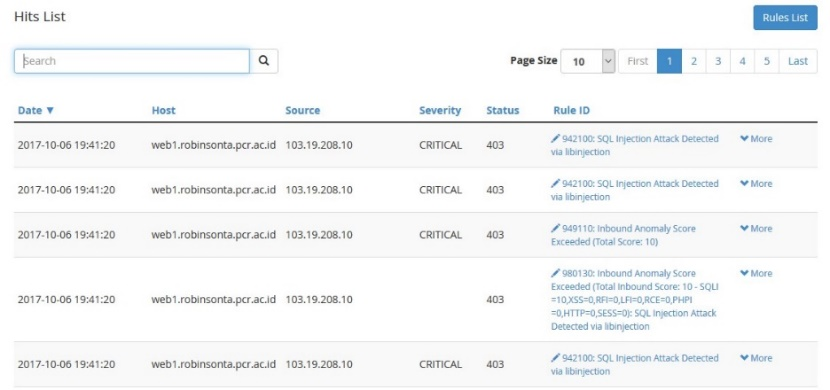 Hits List
Rules List
Search
Page Size 10 First 1 2 3 4 5 Last
Date ▼ Host Source Severity Status Rule ID
2017-10-06 19:41:20 web1.robinsonta.pcr.ac.id 103.19.208.10 CRITICAL 403 942100: SQL Injection Attack Detected More
via libinjection
2017-10-06 19:41:20 web1.robinsonta.pcr.ac.id 103.19.208.10 CRITICAL 403 942100: SQL Injection Attack Detected More
via libinjection
2017-10-06 19:41:20 web1.robinsonta.pcr.ac.id 103.19.208.10 CRITICAL 403 949110: Inbound Anomaly Score More
Exceeded (Total Score: 10)
980130: Inbound Anomaly Score More
Exceeded (Total Inbound Score: 10 - SQLI
2017-10-06 19:41:20 web1.robinsonta.pcr.ac.id 103.19.208.10 403 =10,XSS=0,RFI=0,LFI=0,RCE=0,PHPI
=0,HTTP=0,SESS=0): SQL Injection Attack
Detected via libinjection
2017-10-06 19:41:20 web1.robinsonta.pcr.ac.id 103.19.208.10 CRITICAL 403 942100: SQL Injection Attack Detected More
via libinjection